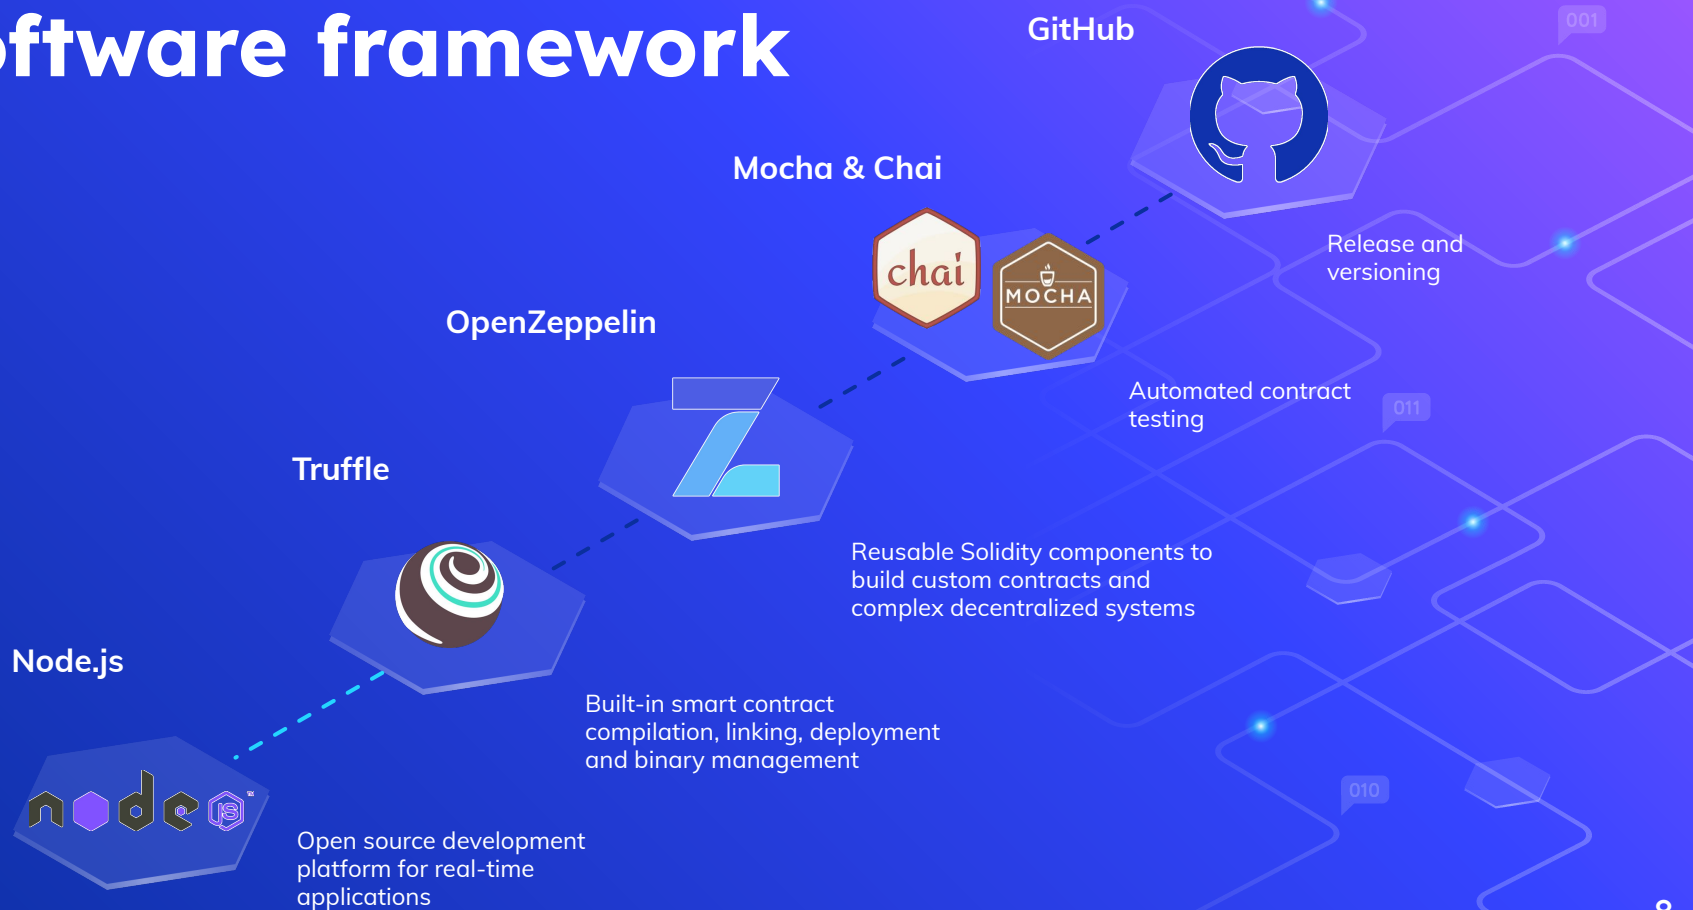 oftware framework
GitHub
001
Release and
versioning
Mocha & Chai
chai
MOCHA
Automated contract
testing
011
OpenZeppelin
Reusable Solidity components to
build custom contracts and
complex decentralized systems
Truffle
Built-in smart contract
compilation, linking, deployment
and binary management
010
Node.js
node JS ™
Open source development
platform for real-time
applications